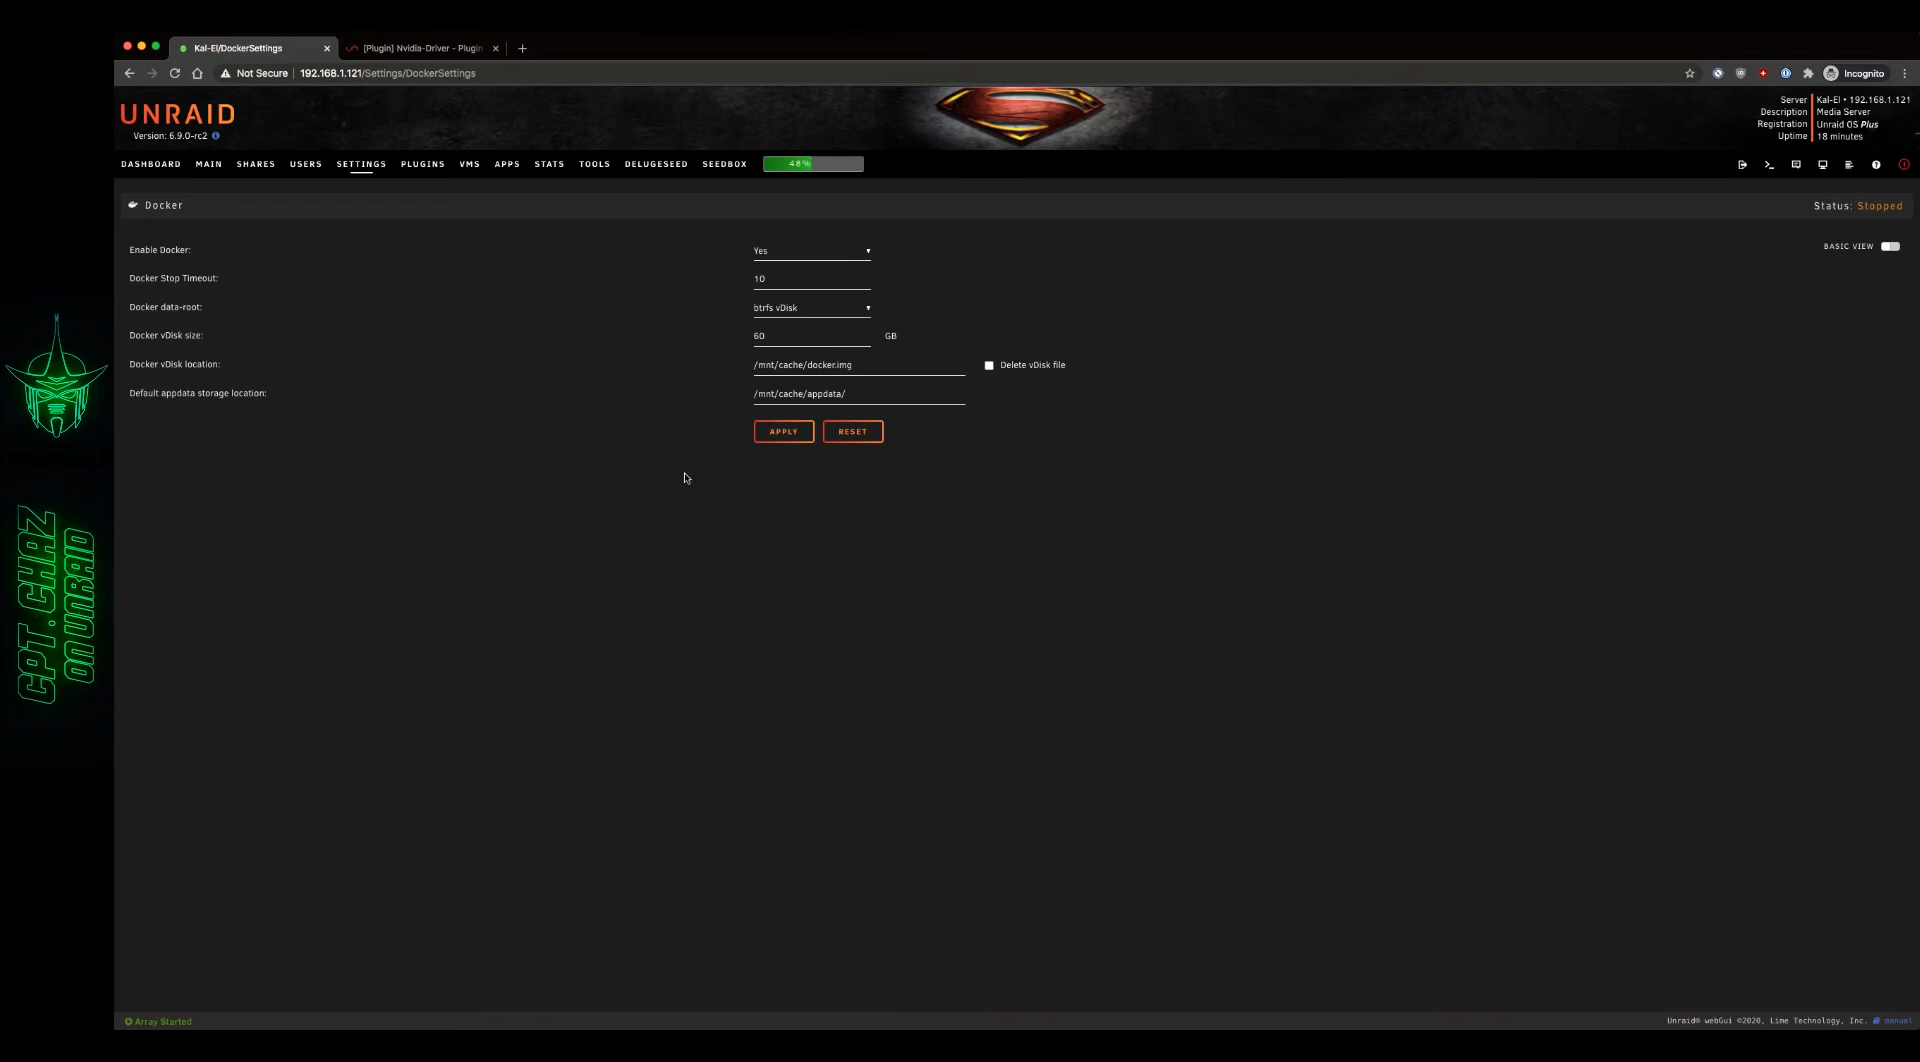 Kal-El/DockerSettings
[Plugin] Nvidia-Driver - Plugin
Not Secure 192.168.1.121/Settings/DockerSettings
Incognito
UNRAID
Version: 6.9.0-rc2
Server Kal-El • 192.168.1.121
Description Media Server
Registration Unraid OS Plus
Uptime 18 minutes
DASHBOARD MAIN SHARES USERS SETTINGS PLUGINS VMS APPS STATS TOOLS DELUGESEED SEEDBOX 48%
Docker Status: Stopped
Enable Docker: Yes BASIC VIEW
Docker Stop Timeout: 10
Docker data-root: btrfs vDisk
Docker vDisk size: 60 GB
Docker vDisk location: /mnt/cache/docker.img Delete vDisk file
Default appdata storage location: /mnt/cache/appdata/
APPLY RESET
CPT.CHAZ
ON UNRAID
Array Started Unraid® webGui ©2020, Lime Technology, Inc. manual